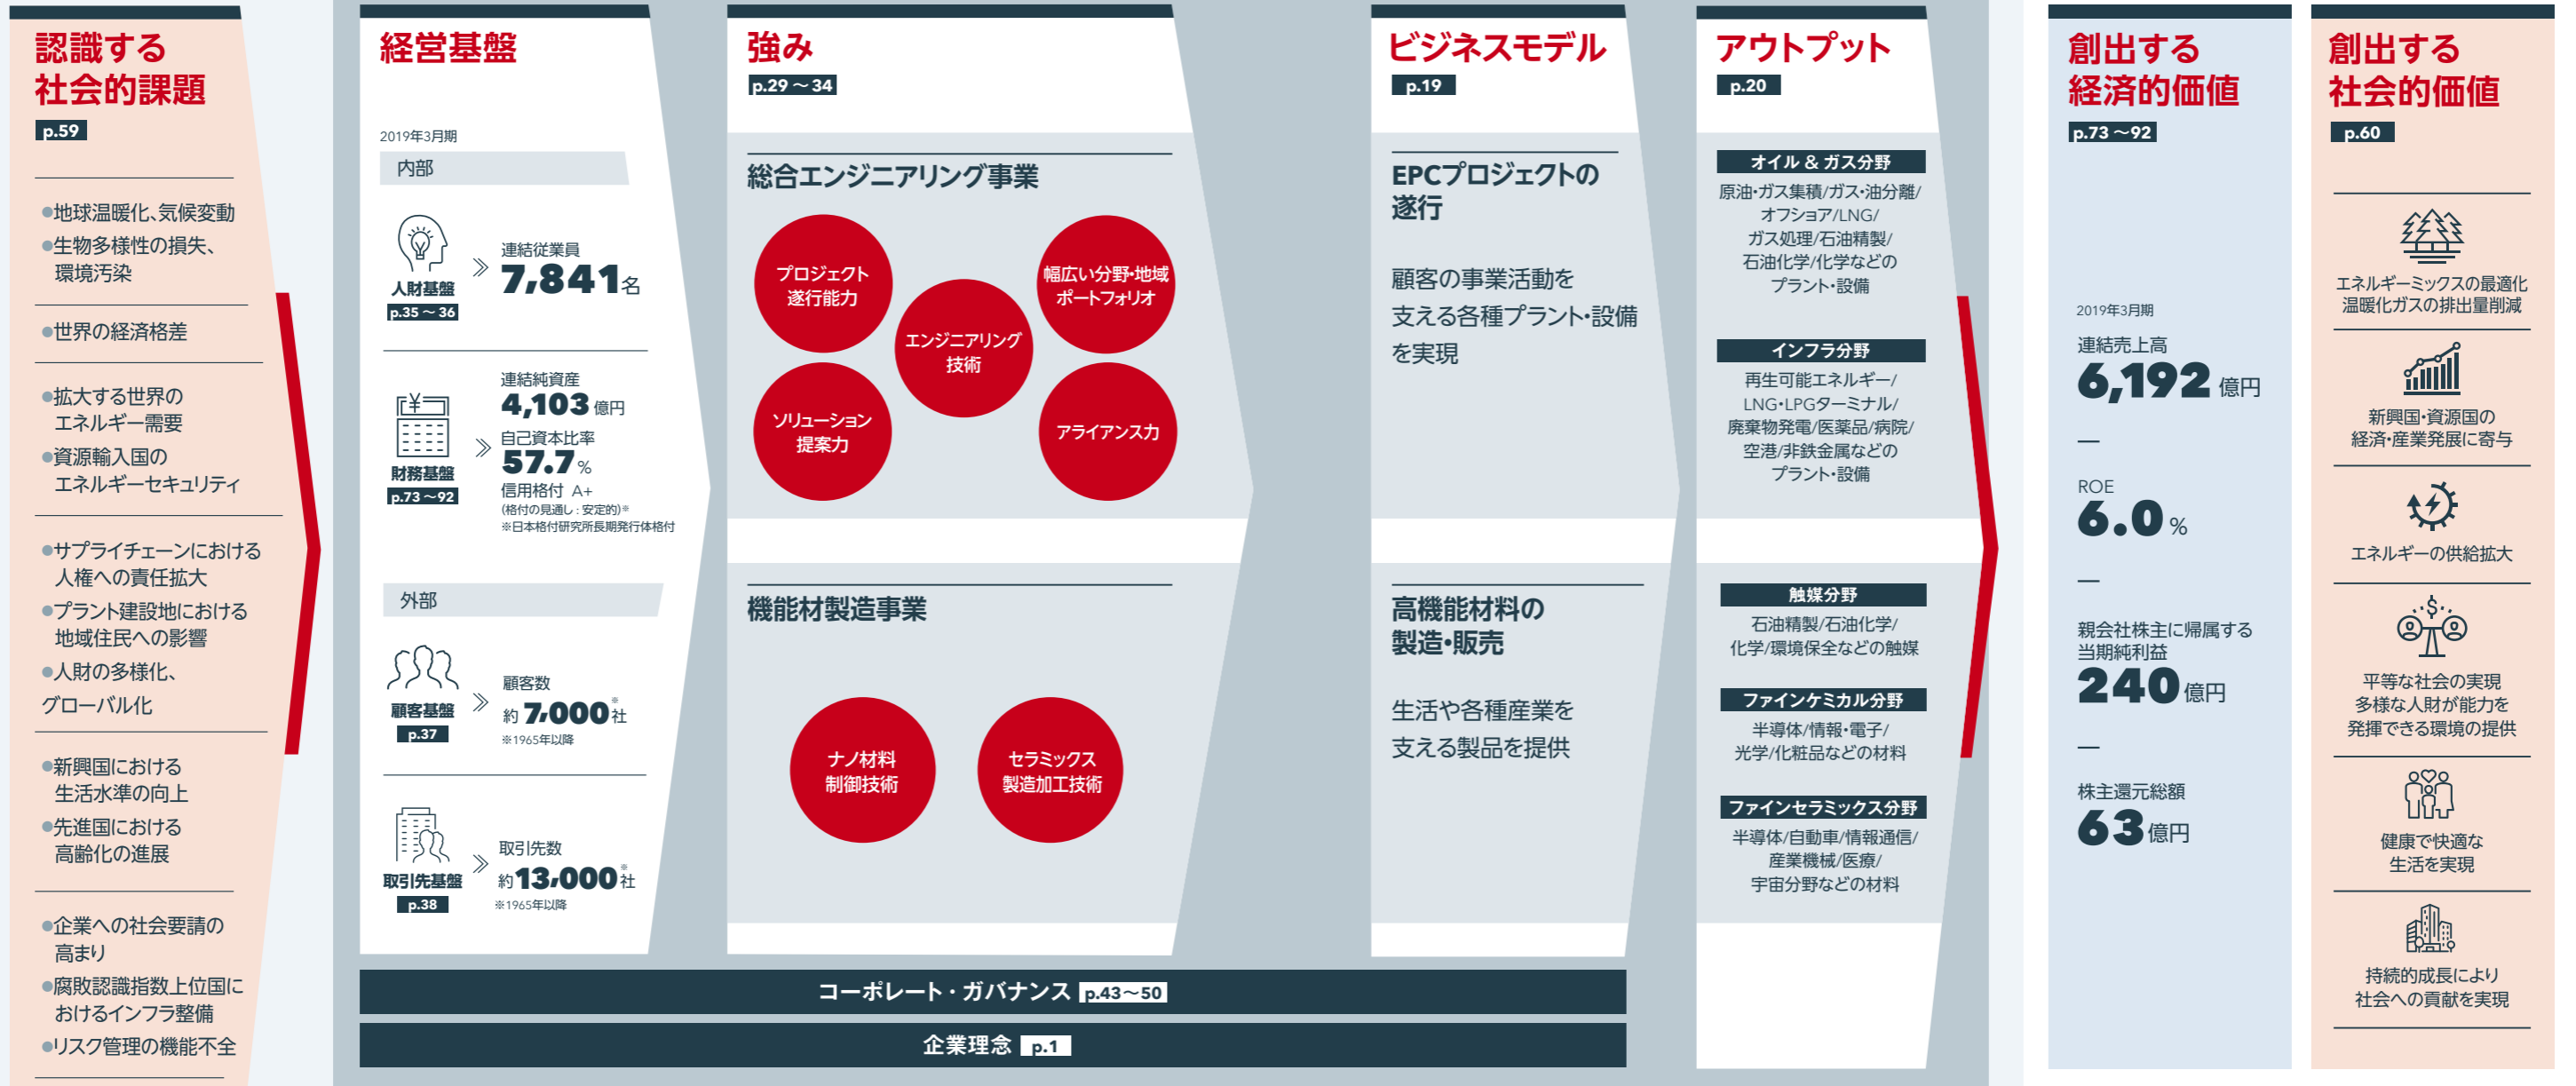 認識する
社会的課題
p.59
●地球温暖化、気候変動
●生物多様性の損失、
環境汚染
●世界の経済格差
●拡大する世界の
エネルギー需要
●資源輸入国の
エネルギーセキュリティ
●サプライチェーンにおける
人権への責任拡大
●プラント建設地における
地域住民への影響
●人財の多様化、
グローバル化
●新興国における
生活水準の向上
●先進国における
高齢化の進展
●企業への社会要請の
高まり
●腐敗認識指数上位国に
おけるインフラ整備
●リスク管理の機能不全
経営基盤
2019年3月期
内部
人財基盤
p.35～36
連結従業員
7,841名
財務基盤
p.73～92
連結純資産
4,103億円
自己資本比率
57.7%
信用格付 A+
(格付の見通し：安定的)※
※日本格付研究所長期発行体格付
外部
顧客基盤
p.37
顧客数
約7,000社※
※1965年以降
取引先基盤
p.38
取引先数
約13,000社※
※1965年以降
強み
p.29～34
総合エンジニアリング事業
プロジェクト
遂行能力
幅広い分野・地域
ポートフォリオ
エンジニアリング
技術
ソリューション
提案力
アライアンス力
機能材製造事業
ナノ材料
制御技術
セラミックス
製造加工技術
ビジネスモデル
p.19
EPCプロジェクトの
遂行
顧客の事業活動を
支える各種プラント・設備
を実現
高機能材料の
製造・販売
生活や各種産業を
支える製品を提供
アウトプット
p.20
オイル & ガス分野
原油・ガス集積/ガス・油分離/
オフショア/LNG/
ガス処理/石油精製/
石油化学/化学などの
プラント・設備
インフラ分野
再生可能エネルギー/
LNG・LPGターミナル/
廃棄物発電/医薬品/病院/
空港/非鉄金属などの
プラント・設備
触媒分野
石油精製/石油化学/
化学/環境保全などの触媒
ファインケミカル分野
半導体/情報・電子/
光学/化粧品などの材料
ファインセラミックス分野
半導体/自動車/情報通信/
産業機械/医療/
宇宙分野などの材料
コーポレート・ガバナンス p.43～50
企業理念 p.1
創出する
経済的価値
p.73～92
2019年3月期
連結売上高
6,192億円
ROE
6.0%
親会社株主に帰属する
当期純利益
240億円
株主還元総額
63億円
創出する
社会的価値
p.60
エネルギーミックスの最適化
温暖化ガスの排出量削減
新興国・資源国の
経済・産業発展に寄与
エネルギーの供給拡大
平等な社会の実現
多様な人財が能力を
発揮できる環境の提供
健康で快適な
生活を実現
持続的成長により
社会への貢献を実現